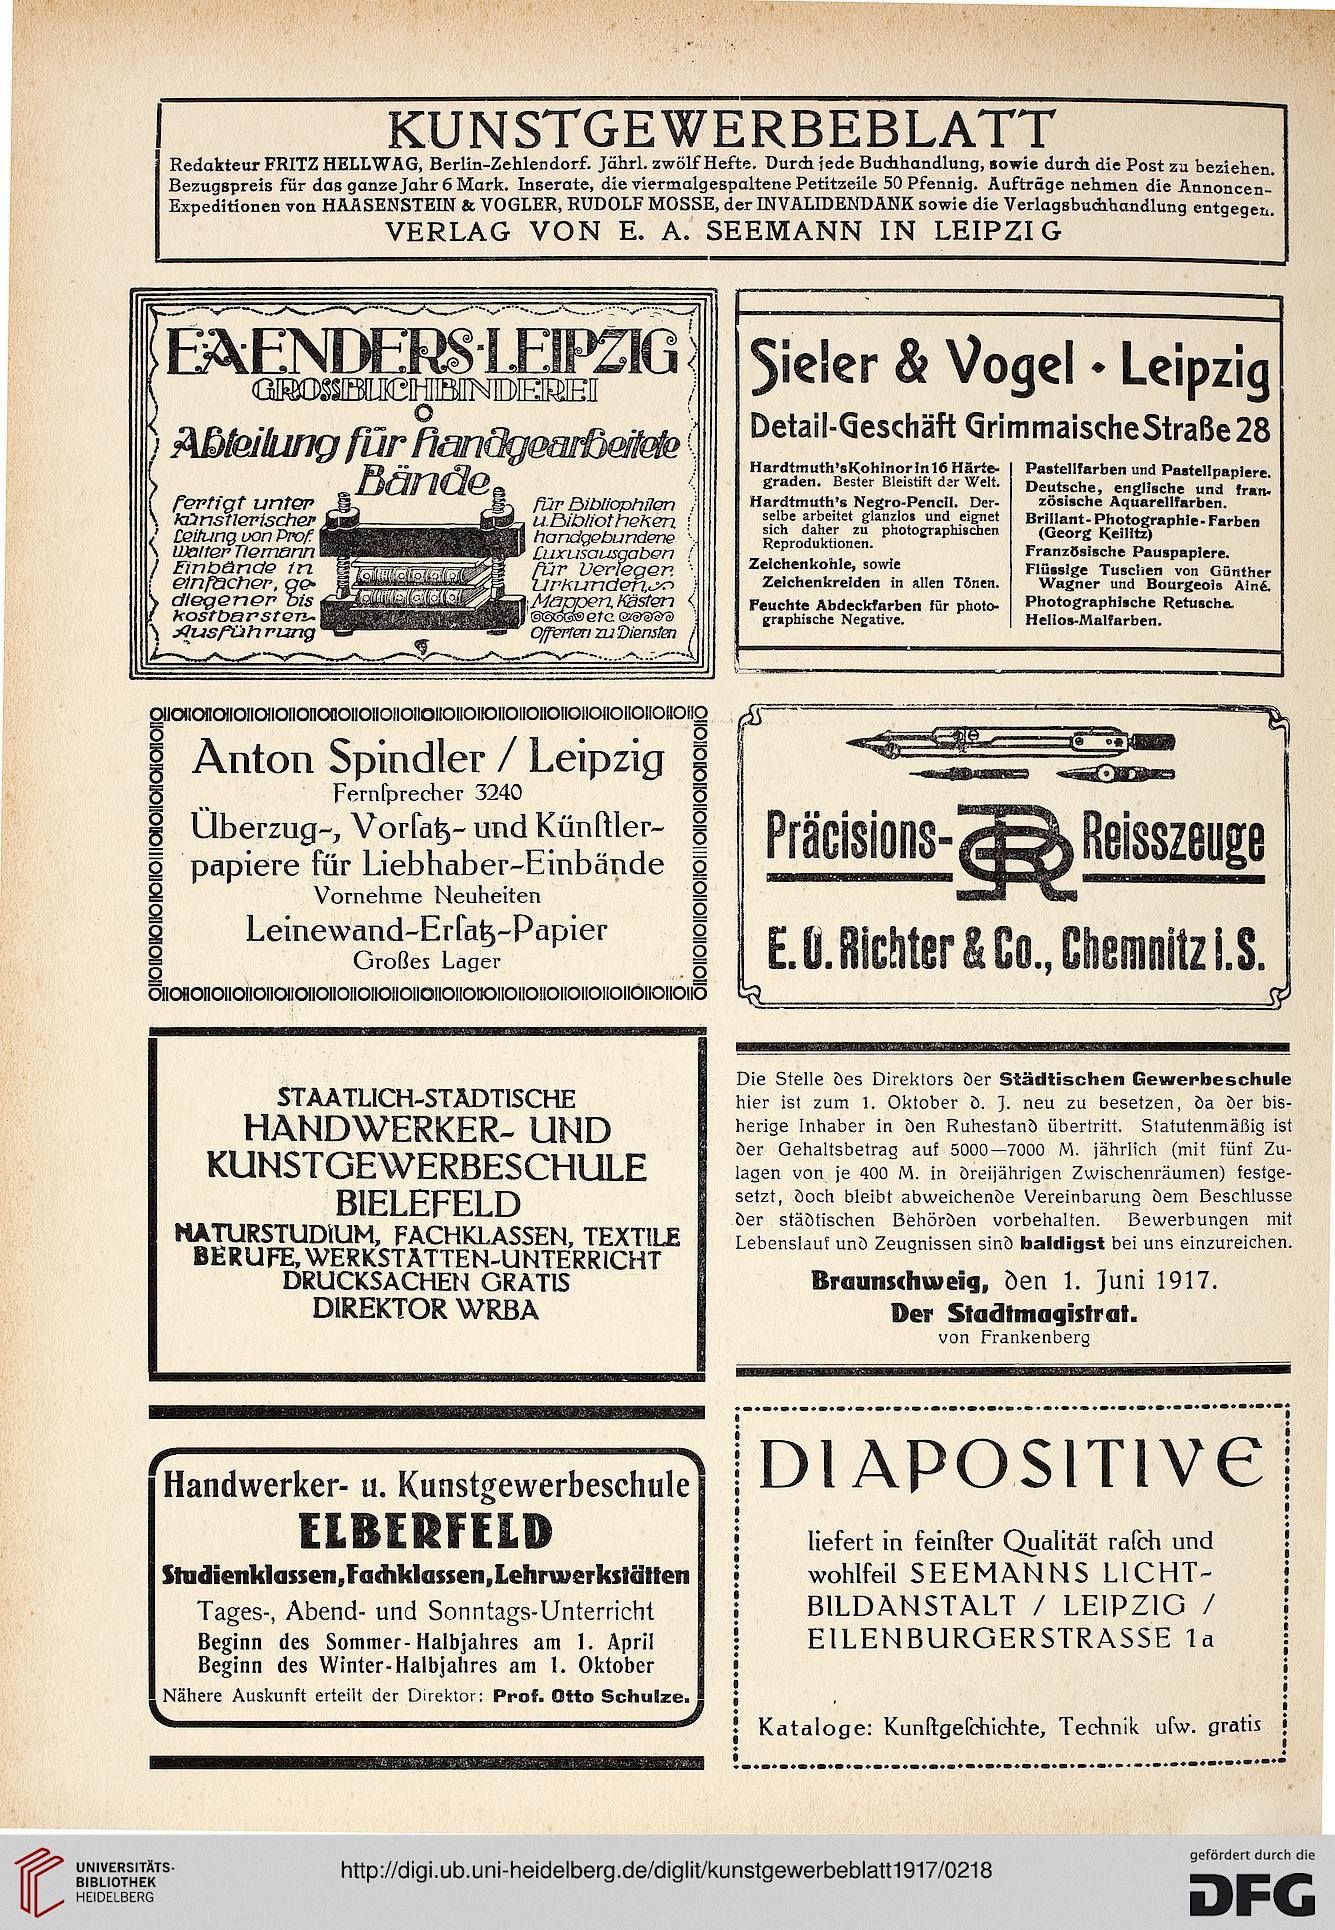 KUNSTGEWERBEBLATT
Redakteur FRITZ HELLWAG, Berlin-Zehlendorf. Jährl. zwölf Hefte. Durch jede Buchhandlung, sowie durch die Post zu beziehen.
Bezugspreis für das ganze Jahr 6 Mark. Inserate, die viermalgespaltene Petitzeile 50 Pfennig. Aufträge nehmen die Annoncen-
Expeditionen von HAASENSTEIN & VOGLER, RUDOLF MOSSE, der INVALIDENDANK sowie die Verlagsbuchhandlung entgegen.
VERLAG VON E. A. SEEMANN IN LEIPZIG
E·A·ENDERS·LEIPZIG
GROSSBUCHBINDEREI
Abteilung für handgearbeitete
Bände
fertigt unter
künstlerischer
Leitung von Prof.
Walter Tiemann
Einbände in
einfacher, ge-
diegener bis
kostbarster
Ausführung
für Bibliophilen
u. Bibliotheken
handgebundene
Luxusausgaben
für Verleger
Urkunden,
Mappen, Kästen
etc
Offerten zu Diensten
Sieler & Vogel · Leipzig
Detail-Geschäft Grimmaische Straße 28
Hardtmuth's Kohinor in 16 Härte-
graden. Bester Bleistift der Welt.
Hardtmuth's Negro-Pencil. Der-
selbe arbeitet glanzlos und eignet
sich daher zu photographischen
Reproduktionen.
Zeichenkohle, sowie
Zeichenkreiden in allen Tönen.
Feuchte Abdeckfarben für photo-
graphische Negative.
Pastellfarben und Pastellpapiere.
Deutsche, englische und fran-
zösische Aquarellfarben.
Brillant-Photographie-Farben
(Georg Keilitz)
Französische Pauspapiere.
Flüssige Tuschen von Günther
Wagner und Bourgeois Ainé.
Photographische Retusche.
Helios-Malfarben.
Anton Spindler / Leipzig
Fernſprecher 3240
Überzug-, Vorſatz- und Künſtler-
papiere für Liebhaber-Einbände
Vornehme Neuheiten
Leinewand-Erſatz-Papier
Großes Lager
Präcisions- Reisszeuge
E. O. Richter & Co., Chemnitz i. S.
STAATLICH-STÄDTISCHE
HANDWERKER- UND
KUNSTGEWERBESCHULE
BIELEFELD
NATURSTUDIUM, FACHKLASSEN, TEXTILE
BERUFE, WERKSTÄTTEN-UNTERRICHT
DRUCKSACHEN GRATIS
DIREKTOR WRBA
Die Stelle des Direktors der Städtischen Gewerbeschule
hier ist zum 1. Oktober d. J. neu zu besetzen, da der bis-
herige Inhaber in den Ruhestand übertritt. Statutenmäßig ist
der Gehaltsbetrag auf 5000—7000 M. jährlich (mit fünf Zu-
lagen von je 400 M. in dreijährigen Zwischenräumen) festge-
setzt, doch bleibt abweichende Vereinbarung dem Beschlusse
der städtischen Behörden vorbehalten. Bewerbungen mit
Lebenslauf und Zeugnissen sind baldigst bei uns einzureichen.
Braunschweig, den 1. Juni 1917.
Der Stadtmagistrat.
von Frankenberg
Handwerker- u. Kunstgewerbeschule
ELBERFELD
Studienklassen, Fachklassen, Lehrwerkstätten
Tages-, Abend- und Sonntags-Unterricht
Beginn des Sommer-Halbjahres am 1. April
Beginn des Winter-Halbjahres am 1. Oktober
Nähere Auskunft erteilt der Direktor: Prof. Otto Schulze.
DIAPOSITIVE
liefert in feinſter Qualität raſch und
wohlfeil SEEMANNS LICHT-
BILDANSTALT / LEIPZIG /
EILENBURGERSTRASSE 1a
Kataloge: Kunſtgeſchichte, Technik uſw. gratis
UNIVERSITÄTS-
BIBLIOTHEK
HEIDELBERG
http://digi.ub.uni-heidelberg.de/diglit/kunstgewerbeblatt1917/0218
gefördert durch die
DFG